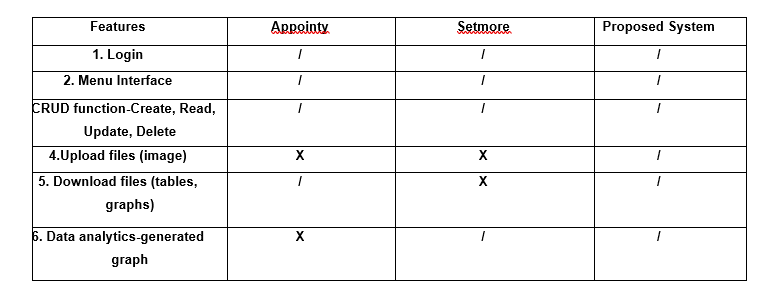 Features Appointy Setmore Proposed System
1. Login / / /
2. Menu Interface / / /
CRUD function-Create, Read, / / /
Update, Delete
4.Upload files (image) X X /
5. Download files (tables, / X /
graphs)
6. Data analytics-generated X / /
graph